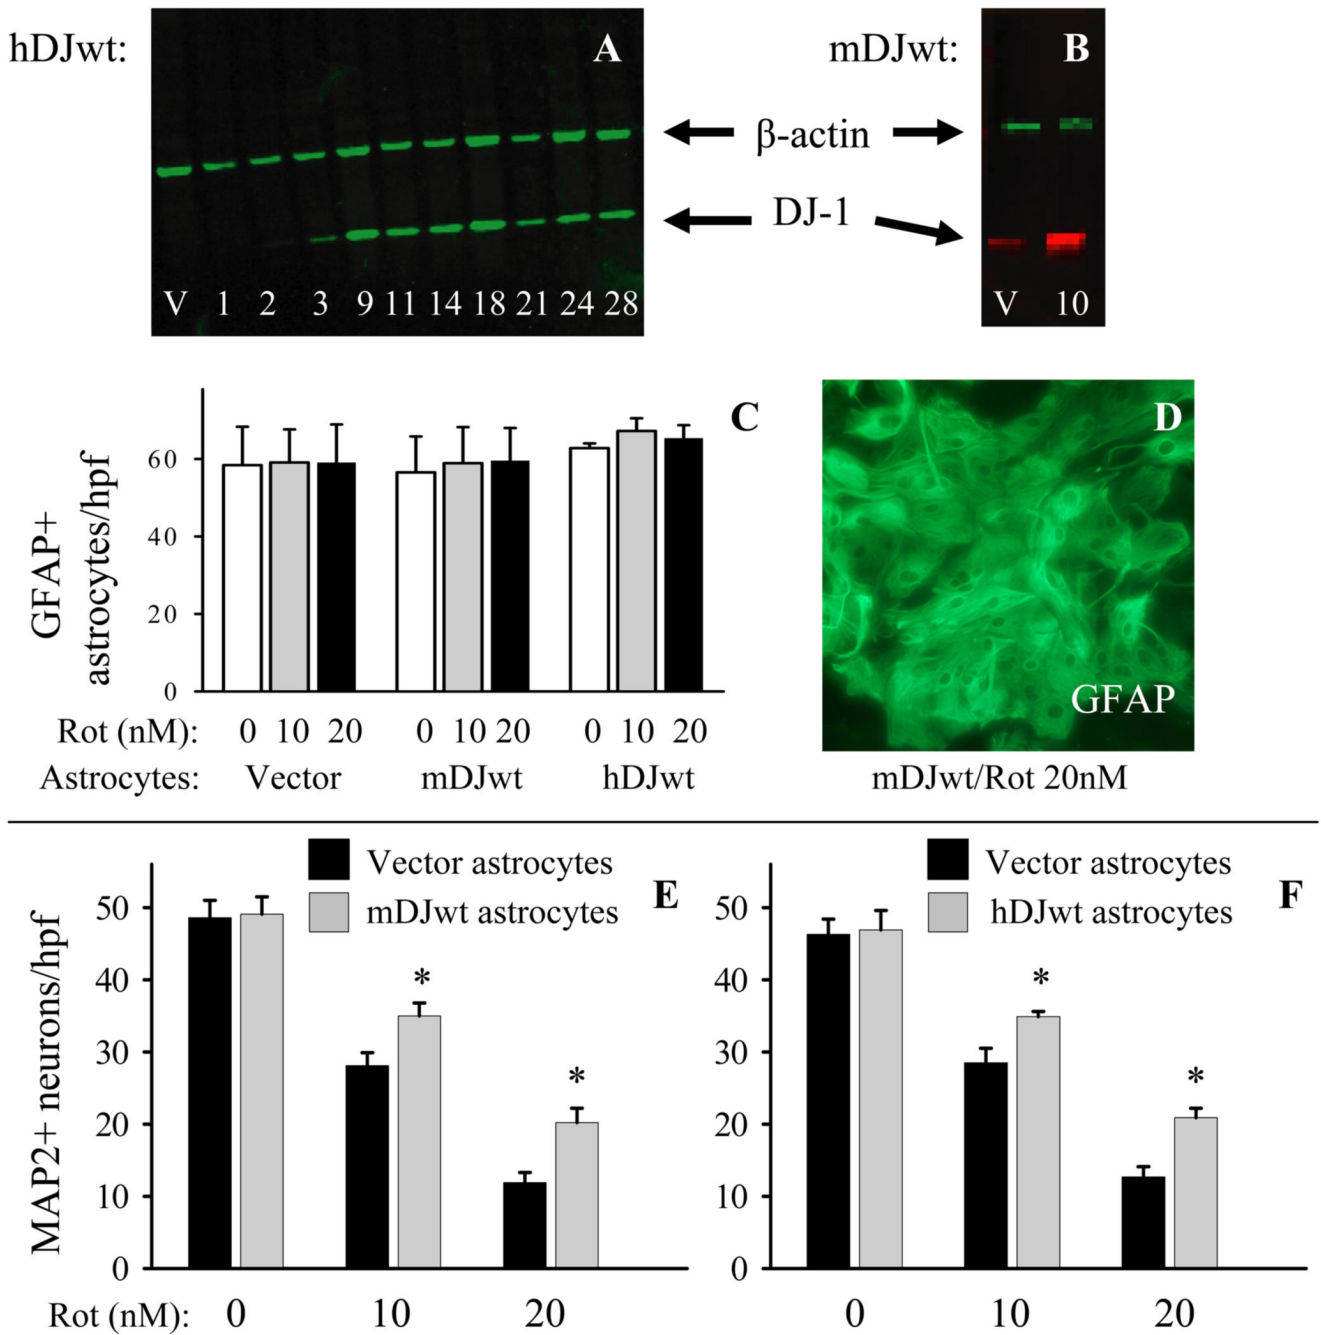 hDJwt:
A
mDJwt:
B
β-actin
DJ-1
V 1 2 3 9 11 14 18 21 24 28
V 10
C
GFAP+
astrocytes/hpf
60
40
20
0
Rot (nM): 0 10 20 0 10 20 0 10 20
Astrocytes: Vector mDJwt hDJwt
D
GFAP
mDJwt/Rot 20nM
E
Vector astrocytes
mDJwt astrocytes
MAP2+ neurons/hpf
50
40
30
20
10
0
*
*
Rot (nM): 0 10 20
F
Vector astrocytes
hDJwt astrocytes
50
40
30
20
10
0
*
*
0 10 20